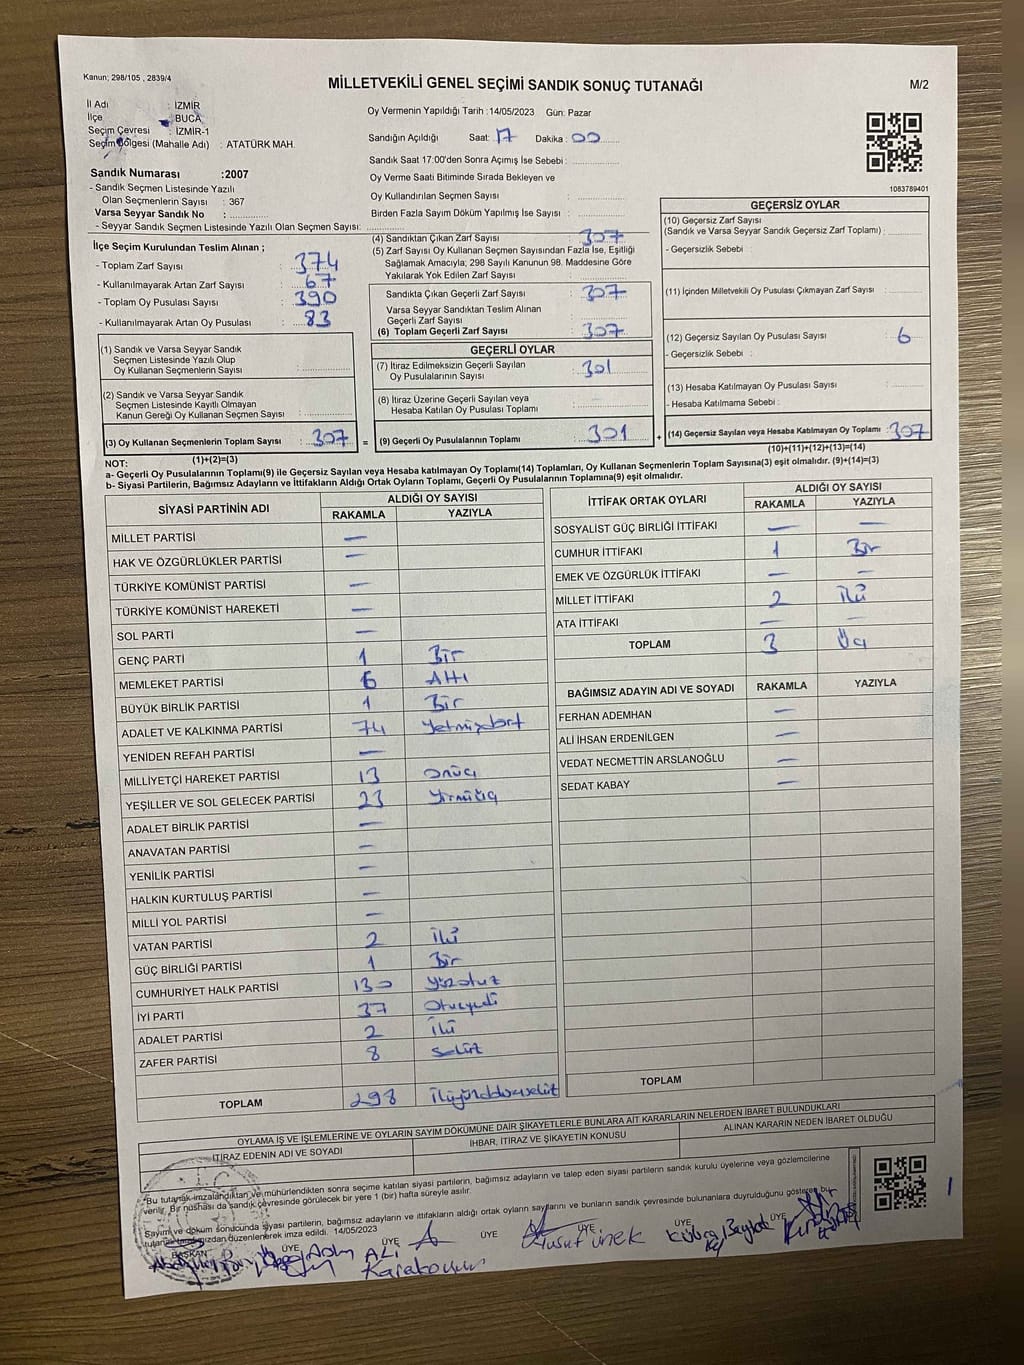 Kanun; 298/105 , 2839/4
MİLLETVEKİLİ GENEL SEÇİMİ SANDIK SONUÇ TUTANAĞI
M/2
İl Adı : İZMİR
İlçe : BUCA
Seçim Çevresi : İZMİR-1
Seçim Bölgesi (Mahalle Adı) : ATATÜRK MAH.
Sandık Numarası :2007
- Sandık Seçmen Listesinde Yazılı
Olan Seçmenlerin Sayısı : 367
Varsa Seyyar Sandık No : ..............
- Seyyar Sandık Seçmen Listesinde Yazılı Olan Seçmen Sayısı: ..............
Oy Vermenin Yapıldığı Tarih :14/05/2023 Gün: Pazar
Sandığın Açıldığı Saat: 17 Dakika: 00
Sandık Saat 17:00'den Sonra Açımış İse Sebebi : ..............
Oy Verme Saati Bitiminde Sırada Bekleyen ve
Oy Kullandırılan Seçmen Sayısı : ..............
Birden Fazla Sayım Döküm Yapılmış İse Sayısı : ..............
1083789401
İlçe Seçim Kurulundan Teslim Alınan ;
- Toplam Zarf Sayısı : 374
- Kullanılmayarak Artan Zarf Sayısı : 67
- Toplam Oy Pusulası Sayısı : 390
- Kullanılmayarak Artan Oy Pusulası : 83
(1) Sandık ve Varsa Seyyar Sandık
Seçmen Listesinde Yazılı Olup
Oy Kullanan Seçmenlerin Sayısı : ..............
(2) Sandık ve Varsa Seyyar Sandık
Seçmen Listesinde Kayıtlı Olmayan
Kanun Gereği Oy Kullanan Seçmen Sayısı : ..............
(3) Oy Kullanan Seçmenlerin Toplam Sayısı : 307 =
(1)+(2)=(3)
(4) Sandıktan Çıkan Zarf Sayısı : 307
(5) Zarf Sayısı Oy Kullanan Seçmen Sayısından Fazla İse, Eşitliği
Sağlamak Amacıyla; 298 Sayılı Kanunun 98. Maddesine Göre
Yakılarak Yok Edilen Zarf Sayısı : ..............
Sandıkta Çıkan Geçerli Zarf Sayısı : 307
Varsa Seyyar Sandıktan Teslim Alınan
Geçerli Zarf Sayısı : ..............
(6) Toplam Geçerli Zarf Sayısı : 307
GEÇERLİ OYLAR
(7) İtiraz Edilmeksizin Geçerli Sayılan
Oy Pusulalarının Sayısı : 301
(8) İtiraz Üzerine Geçerli Sayılan veya
Hesaba Katılan Oy Pusulası Toplamı : ..............
(9) Geçerli Oy Pusulalarının Toplamı : 301 +
GEÇERSİZ OYLAR
(10) Geçersiz Zarf Sayısı
(Sandık ve Varsa Seyyar Sandık Geçersiz Zarf Toplamı) : ..............
- Geçersizlik Sebebi :
(11) İçinden Milletvekili Oy Pusulası Çıkmayan Zarf Sayısı : ..............
(12) Geçersiz Sayılan Oy Pusulası Sayısı : 6
- Geçersizlik Sebebi :
(13) Hesaba Katılmayan Oy Pusulası Sayısı : ..............
- Hesaba Katılmama Sebebi :
(14) Geçersiz Sayılan veya Hesaba Katılmayan Oy Toplamı : 307
(10)+(11)+(12)+(13)=(14)
NOT:
a- Geçerli Oy Pusulalarının Toplamı(9) ile Geçersiz Sayılan veya Hesaba katılmayan Oy Toplamı(14) Toplamları, Oy Kullanan Seçmenlerin Toplam Sayısına(3) eşit olmalıdır. (9)+(14)=(3)
b- Siyasi Partilerin, Bağımsız Adayların ve İttifakların Aldığı Ortak Oyların Toplamı, Geçerli Oy Pusulalarının Toplamına(9) eşit olmalıdır.
SİYASİ PARTİNİN ADI ALDIĞI OY SAYISI
RAKAMLA YAZIYLA
MİLLET PARTİSİ —
HAK VE ÖZGÜRLÜKLER PARTİSİ —
TÜRKİYE KOMÜNİST PARTİSİ —
TÜRKİYE KOMÜNİST HAREKETİ —
SOL PARTİ —
GENÇ PARTİ 1 Bir
MEMLEKET PARTİSİ 6 Altı
BÜYÜK BİRLİK PARTİSİ 1 Bir
ADALET VE KALKINMA PARTİSİ 74 Yetmişdört
YENİDEN REFAH PARTİSİ —
MİLLİYETÇİ HAREKET PARTİSİ 13 onüç
YEŞİLLER VE SOL GELECEK PARTİSİ 23 Yirmiüç
ADALET BİRLİK PARTİSİ —
ANAVATAN PARTİSİ —
YENİLİK PARTİSİ —
HALKIN KURTULUŞ PARTİSİ —
MİLLİ YOL PARTİSİ —
VATAN PARTİSİ 2 İki
GÜÇ BİRLİĞİ PARTİSİ 1 Bir
CUMHURİYET HALK PARTİSİ 130 Yüzotuz
İYİ PARTİ 37 Otuzyedi
ADALET PARTİSİ 2 İki
ZAFER PARTİSİ 8 sekiz
TOPLAM 298 İkiyüzdoksansekiz
İTTİFAK ORTAK OYLARI ALDIĞI OY SAYISI
RAKAMLA YAZIYLA
SOSYALİST GÜÇ BİRLİĞİ İTTİFAKI — —
CUMHUR İTTİFAKI 1 Bir
EMEK VE ÖZGÜRLÜK İTTİFAKI — —
MİLLET İTTİFAKI 2 İki
ATA İTTİFAKI — —
TOPLAM 3 Üç
BAĞIMSIZ ADAYIN ADI VE SOYADI RAKAMLA YAZIYLA
FERHAN ADEMHAN —
ALİ İHSAN ERDENİLGEN —
VEDAT NECMETTİN ARSLANOĞLU —
SEDAT KABAY —
TOPLAM
OYLAMA İŞ VE İŞLEMLERİNE VE OYLARIN SAYIM DÖKÜMÜNE DAİR ŞİKAYETLERLE BUNLARA AİT KARARLARIN NELERDEN İBARET BULUNDUKLARI
İTİRAZ EDENİN ADI VE SOYADI
İHBAR, İTİRAZ VE ŞİKAYETİN KONUSU
ALINAN KARARIN NEDEN İBARET OLDUĞU
Bu tutanak imzalandıktan ve mühürlendikten sonra seçime katılan siyasi partilerin, bağımsız adayların ve talep eden siyasi partilerin sandık kurulu üyelerine veya gözlemcilerine
verilir. Bir nüshası da sandık çevresinde görülecek bir yere 1 (bir) hafta süreyle asılır.
Sayım ve döküm sonucunda siyasi partilerin, bağımsız adayların ve ittifakların aldığı ortak oyların sayılarını ve bunların sandık çevresinde bulunanlara duyurulduğunu gösteren bu
tutanak tarafımızdan düzenlenerek imza edildi. 14/05/2023
BAŞKAN ÜYE ÜYE ÜYE ÜYE ÜYE ÜYE
ALİ
Karakoyun
Yusuf
Kübra